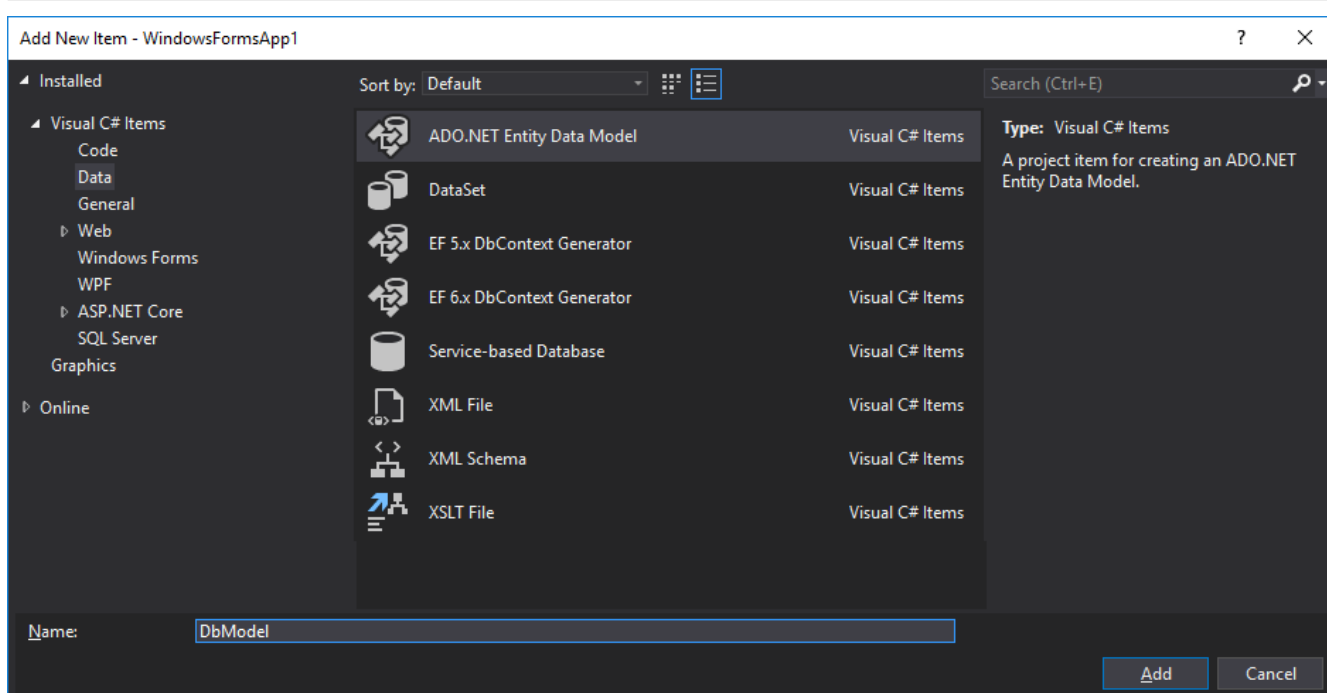 Add New Item - WindowsFormsApp1
?
Installed
Visual C# Items
Code
Data
General
Web
Windows Forms
WPF
ASP.NET Core
SQL Server
Graphics
Online
Sort by: Default
ADO.NET Entity Data Model Visual C# Items
DataSet Visual C# Items
EF 5.x DbContext Generator Visual C# Items
EF 6.x DbContext Generator Visual C# Items
Service-based Database Visual C# Items
XML File Visual C# Items
XML Schema Visual C# Items
XSLT File Visual C# Items
Search (Ctrl+E)
Type: Visual C# Items
A project item for creating an ADO.NET
Entity Data Model.
Name: DbModel
Add Cancel